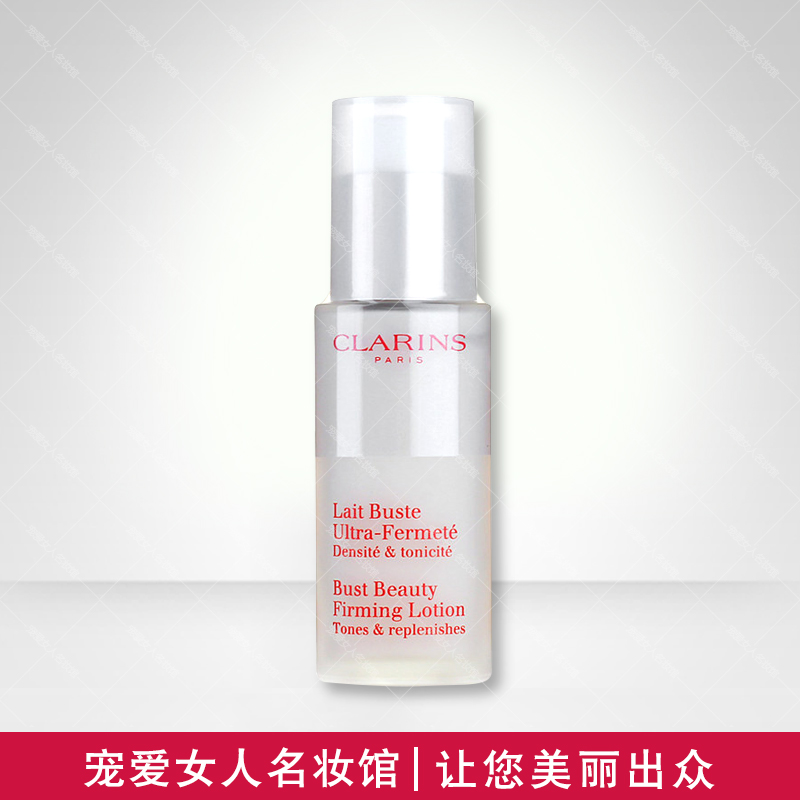 CLARINS
PARIS
Lait Buste
Ultra-Fermeté
Densité & tonicité
Bust Beauty
Firming Lotion
Tones & replenishes
宠爱女人名妆馆|让您美丽出众